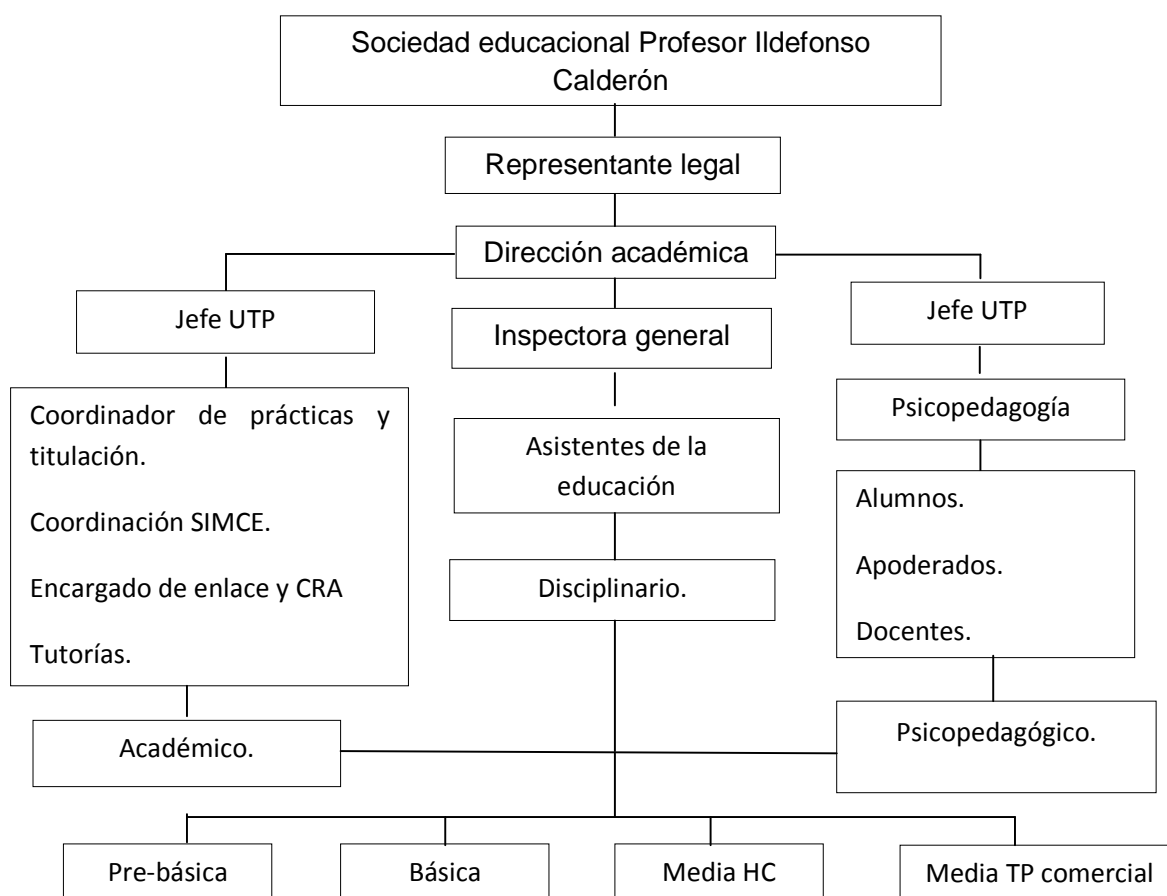 Sociedad educacional Profesor Ildefonso
Calderón
Representante legal
Dirección académica
Jefe UTP
Inspectora general
Jefe UTP
Coordinador de prácticas y
titulación.
Coordinación SIMCE.
Encargado de enlace y CRA
Tutorías.
Asistentes de la
educación
Disciplinario.
Psicopedagogía
Alumnos.
Apoderados.
Docentes.
Académico.
Psicopedagógico.
Pre-básica
Básica
Media HC
Media TP comercial